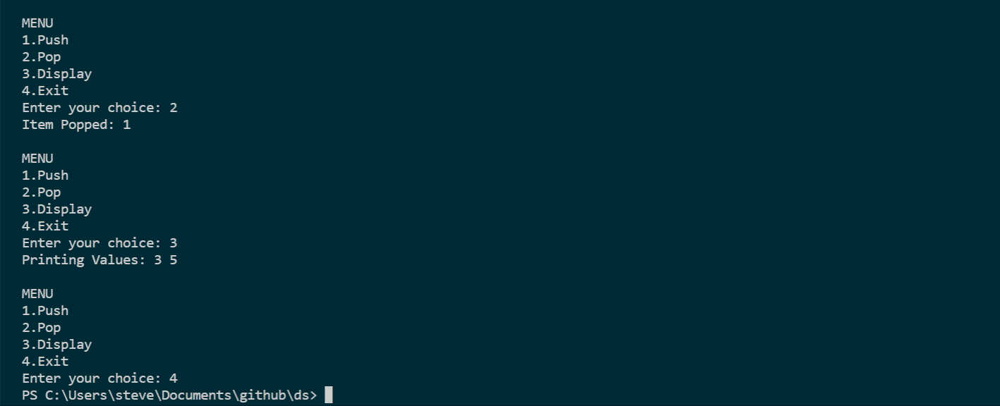 MENU
1.Push
2.Pop
3.Display
4.Exit
Enter your choice: 2
Item Popped: 1
MENU
1.Push
2.Pop
3.Display
4.Exit
Enter your choice: 3
Printing Values: 3 5
MENU
1.Push
2.Pop
3.Display
4.Exit
Enter your choice: 4
PS C:\Users\steve\Documents\github\ds>